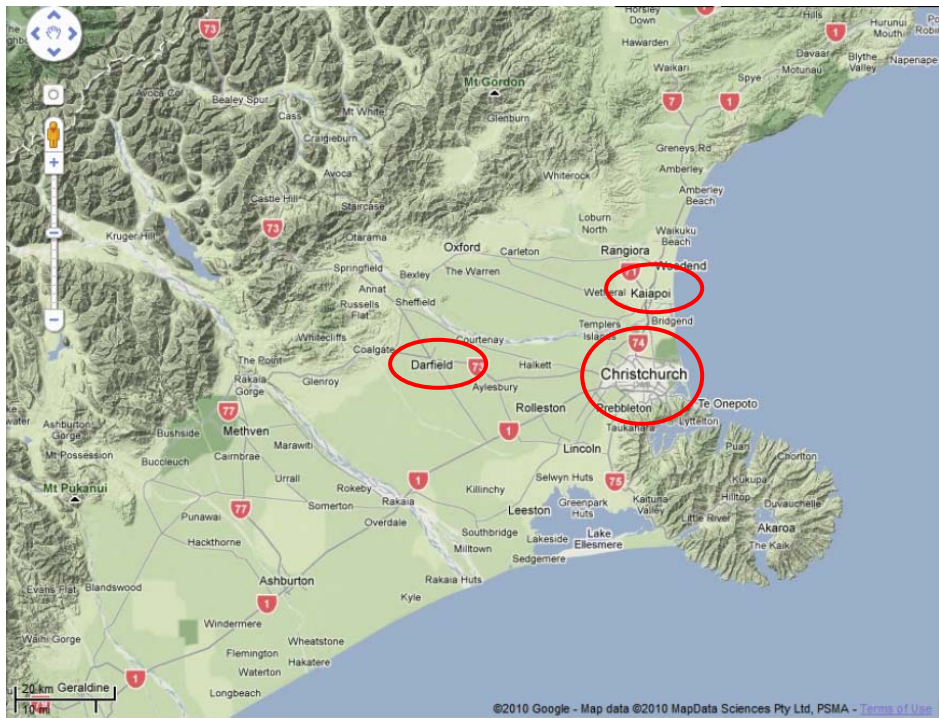 Horsley
Down
Hills
Hurunui
Mouth
73
1
Hawarden
Davaar
Blythe
Valley
Napenape
Motunau
Waikari
Spye
Mt Gordon
Avoca Col
Bealey Spur
Cass
Mt White
Glenburn
7
1
Craigieburn
Greneys Rd
Avoca
Whiterock
Amberley
Castle Hill
Staircase
Amberley
Beach
73
Loburn
North
Waikuku
Beach
Kruger Hill
Otarama
Oxford
Carleton
Rangiora
Springfield
Bexley
The Warren
71
Woodend
Annat
Wetheral
Kaiapoi
Russells
Flat
Sheffield
Whitecliffs
Courtenay
Templers
Islands
Bridgend
74
Coalgate
The Point
Darfield
73
Halkett
Christchurch
Rakaia
Gorge
Glenroy
Aylesbury
77
Rolleston
Prebbleton
Te Onepoto
Ashburton
Gorge
Bushside
Methven
1
Taukahara
Lyttelton
Mt Possession
Marawiti
Lincoln
Puari
Chorlton
Buccleuch
Cairnbrae
Urrall
1
Selwyn Huts
75
Kukupa
Mt Pukanui
Rokeby
Killinchy
Greenpark
Huts
Kaituna
Valley
Hilltop
Duvauchelle
77
Somerton
Rakaia
Leeston
Little River
Punawai
Overdale
Akaroa
Southbridge
Lakeside
Lake
Ellesmere
The Kaik
Hackthorne
Milltown
Sedgemere
Ashburton
Rakaia Huts
Evans Flat
Blandswood
Kyle
1
Windermere
Waihi Gorge
Wheatstone
Flemington
Hakatere
Waterton
1
20 km
Geraldine
Longbeach
10 mi
©2010 Google - Map data ©2010 MapData Sciences Pty Ltd, PSMA - Terms of Use